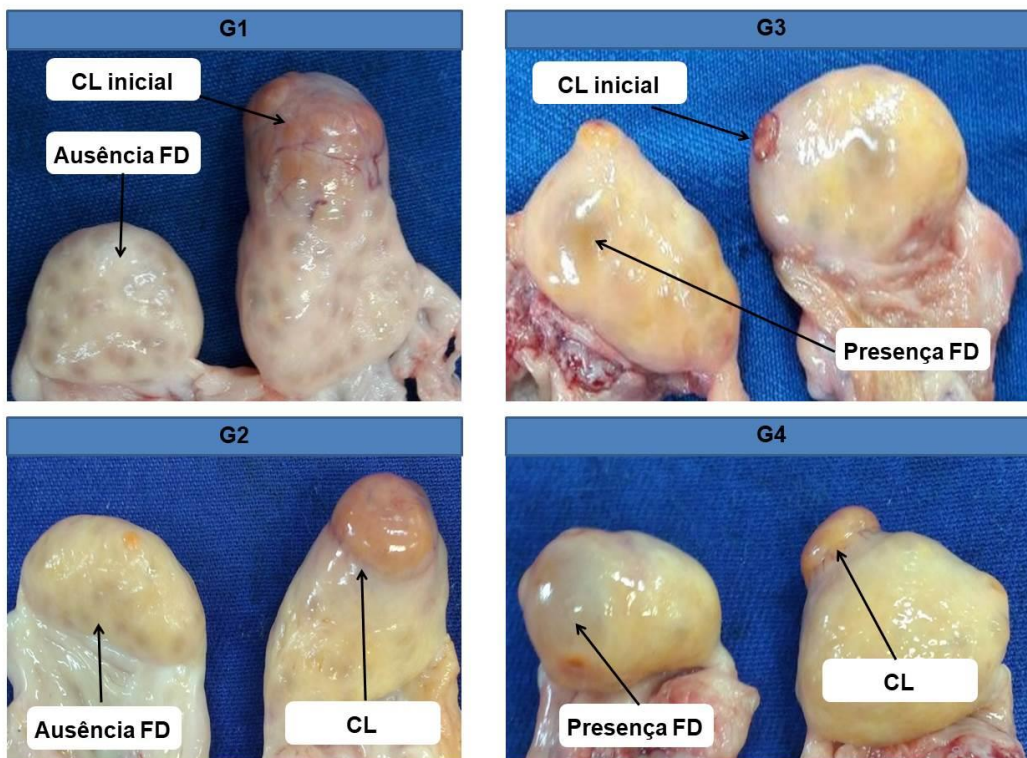 G1
CL inicial
Ausência FD
G3
CL inicial
Presença FD
G2
Ausência FD
CL
G4
Presença FD
CL